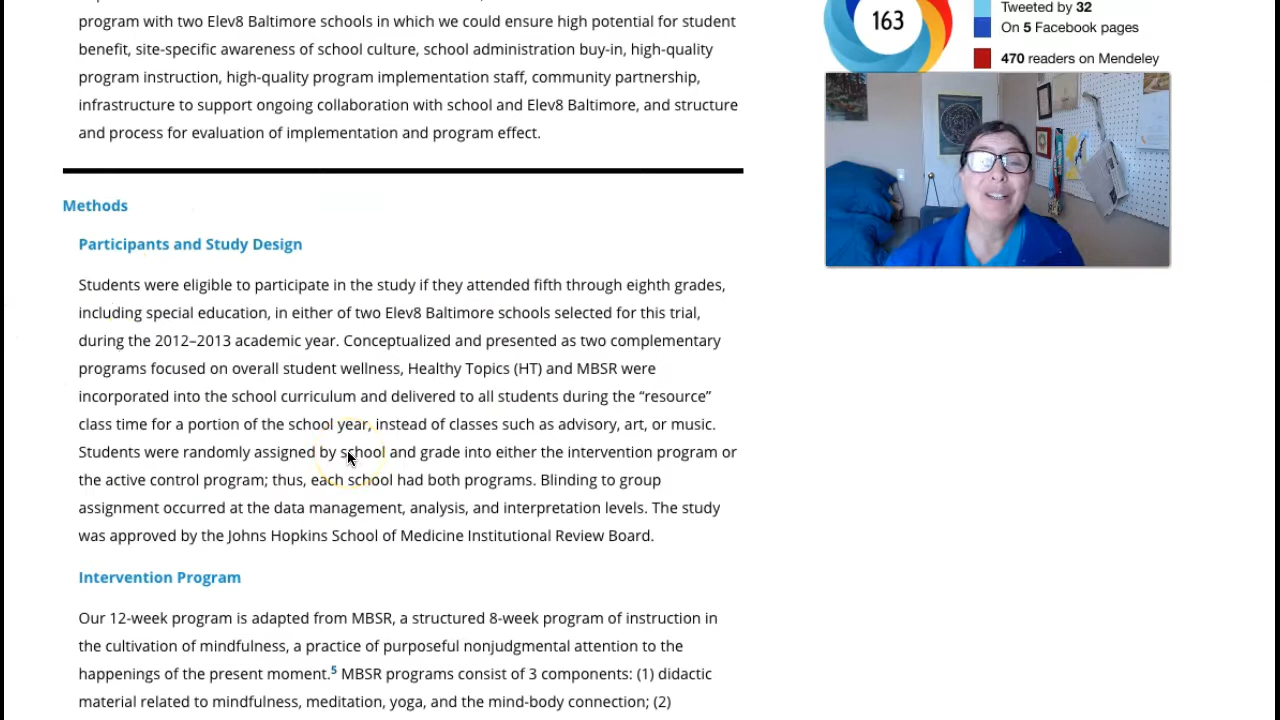 program with two Elev8 Baltimore schools in which we could ensure high potential for student
benefit, site-specific awareness of school culture, school administration buy-in, high-quality
program instruction, high-quality program implementation staff, community partnership,
infrastructure to support ongoing collaboration with school and Elev8 Baltimore, and structure
and process for evaluation of implementation and program effect.
163
Tweeted by 32
On 5 Facebook pages
470 readers on Mendeley
Methods
Participants and Study Design
Students were eligible to participate in the study if they attended fifth through eighth grades,
including special education, in either of two Elev8 Baltimore schools selected for this trial,
during the 2012–2013 academic year. Conceptualized and presented as two complementary
programs focused on overall student wellness, Healthy Topics (HT) and MBSR were
incorporated into the school curriculum and delivered to all students during the “resource”
class time for a portion of the school year, instead of classes such as advisory, art, or music.
Students were randomly assigned by school and grade into either the intervention program or
the active control program; thus, each school had both programs. Blinding to group
assignment occurred at the data management, analysis, and interpretation levels. The study
was approved by the Johns Hopkins School of Medicine Institutional Review Board.
Intervention Program
Our 12-week program is adapted from MBSR, a structured 8-week program of instruction in
the cultivation of mindfulness, a practice of purposeful nonjudgmental attention to the
happenings of the present moment.5 MBSR programs consist of 3 components: (1) didactic
material related to mindfulness, meditation, yoga, and the mind-body connection; (2)